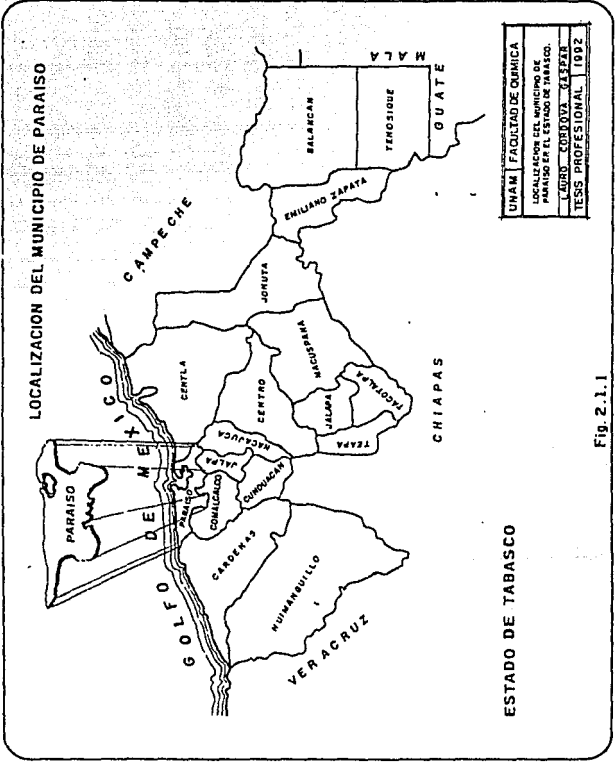 LOCALIZACION DEL MUNICIPIO DE PARAISO
GOLFO DE MEXICO
CAMPECHE
PARAISO
PARAISO
COMALCALCO
JALPA
NACAJUCA
CUNDUACAN
CENTLA
CENTRO
JONUTA
MACUSPANA
JALAPA
TEAPA
TACOTALPA
EMILIANO ZAPATA
BALANCAN
TENOSIQUE
GUATE
MALA
CARDENAS
HUIMANGUILLO
VERACRUZ
CHIAPAS
ESTADO DE TABASCO
UNAM FACULTAD DE QUIMICA
LOCALIZACION DEL MUNICIPIO DE
PARAISO EN EL ESTADO DE TABASCO.
LAURO CORDOVA GASPAR
TESIS PROFESIONAL 1992
Fig. 2.1.1